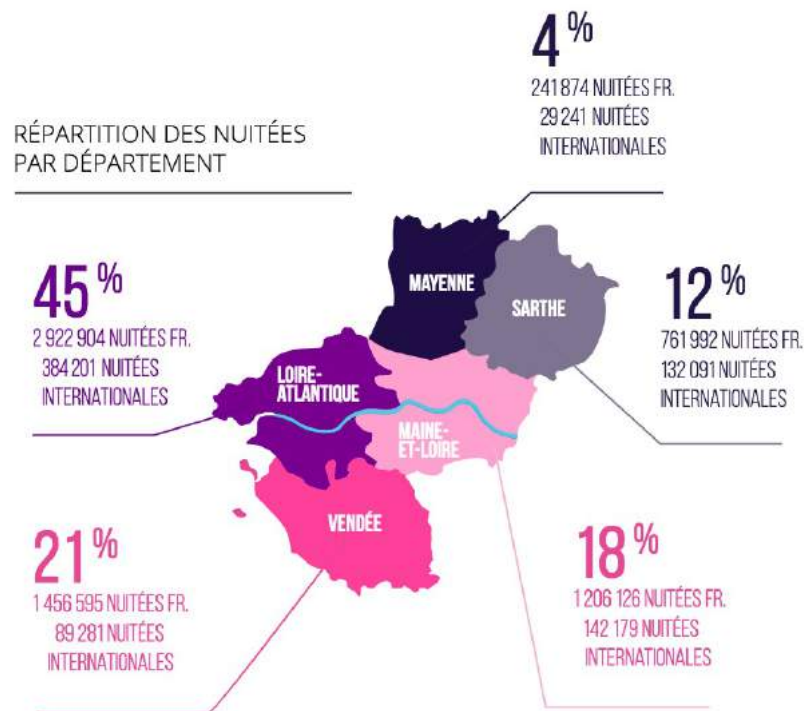 RÉPARTITION DES NUITÉES
PAR DÉPARTEMENT
4%
241 874 NUITÉES FR.
29 241 NUITÉES
INTERNATIONALES
45%
2 922 904 NUITÉES FR.
384 201 NUITÉES
INTERNATIONALES
MAYENNE
SARTHE
12%
761 992 NUITÉES FR.
132 091 NUITÉES
INTERNATIONALES
LOIRE-
ATLANTIQUE
MAINE-
ET-LOIRE
VENDÉE
21%
1 456 595 NUITÉES FR.
89 281 NUITÉES
INTERNATIONALES
18%
1 206 126 NUITÉES FR.
142 179 NUITÉES
INTERNATIONALES